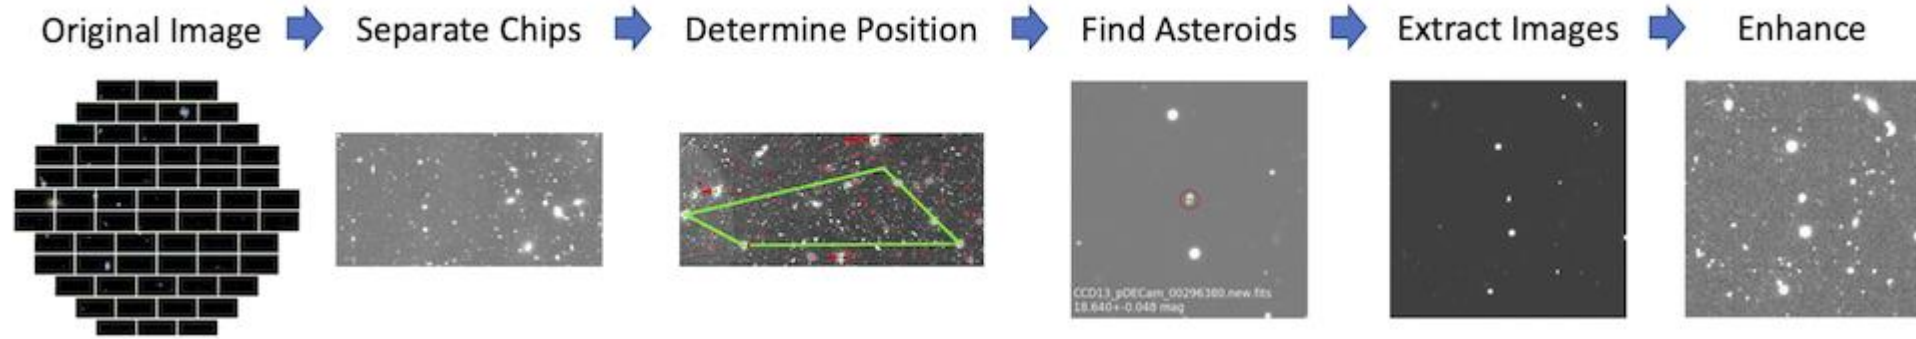 Original Image
Separate Chips
Determine Position
Find Asteroids
Extract Images
Enhance
CCD13_pDECam_00296380.new.fits
18.640+-0.048 mag